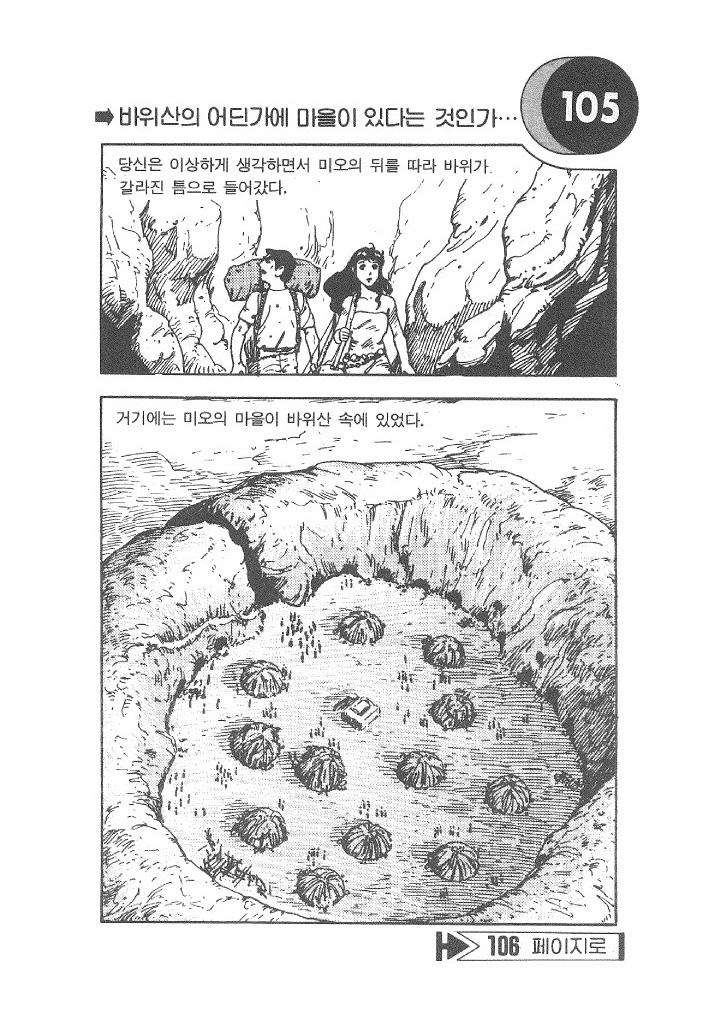 105
➡바위산의 어딘가에 마을이 있다는 것인가…
당신은 이상하게 생각하면서 미오의 뒤를 따라 바위가
갈라진 틈으로 들어갔다.
거기에는 미오의 마을이 바위산 속에 있었다.
106 페이지로